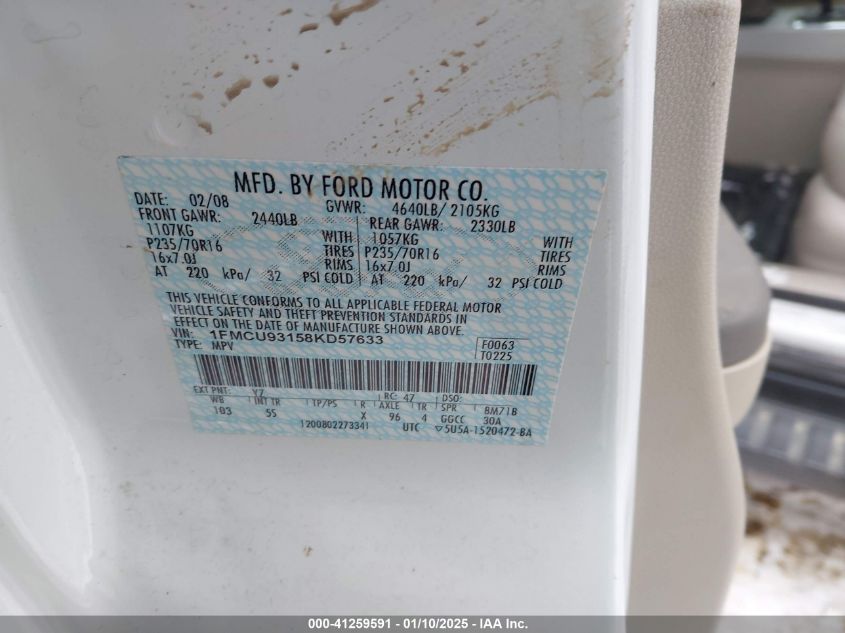 MFD. BY FORD MOTOR CO.
DATE: 02/08 GVWR: 4640LB/ 2105KG
FRONT GAWR: 2440LB REAR GAWR: 2330LB
1107KG WITH 1057KG WITH
P235/70R16 TIRES P235/70R16 TIRES
16x7.0J RIMS 16x7.0J RIMS
AT 220 kPa/ 32 PSI COLD AT 220 kPa/ 32 PSI COLD
THIS VEHICLE CONFORMS TO ALL APPLICABLE FEDERAL MOTOR
VEHICLE SAFETY AND THEFT PREVENTION STANDARDS IN
EFFECT ON THE DATE OF MANUFACTURE SHOWN ABOVE.
VIN: 1FMCU93158KD57633 F0063
TYPE: MPV T0225
EXT PNT: YZ RC: 47 DSO:
WB INT TR TP/PS R AXLE TR SPR 8M71B
103 5S X 96 4 GGCC 30A
1200802273341 UTC ▽5U5A-1520472-BA
000-41259591 / 01/10/2025 - IAA Inc.